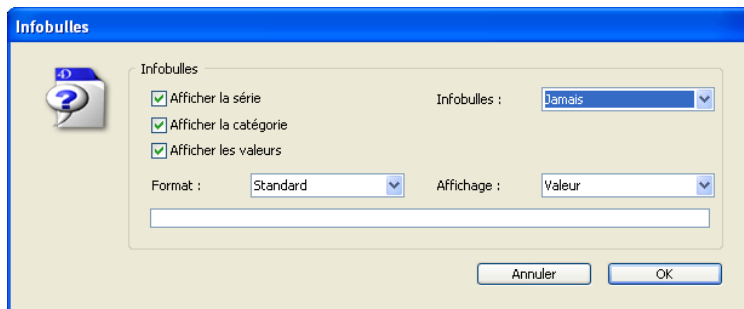 Infobulles
4D
Infobulles
Afficher la série
Infobulles :
Jamais
Afficher la catégorie
Afficher les valeurs
Format :
Standard
Affichage :
Valeur
Annuler
OK